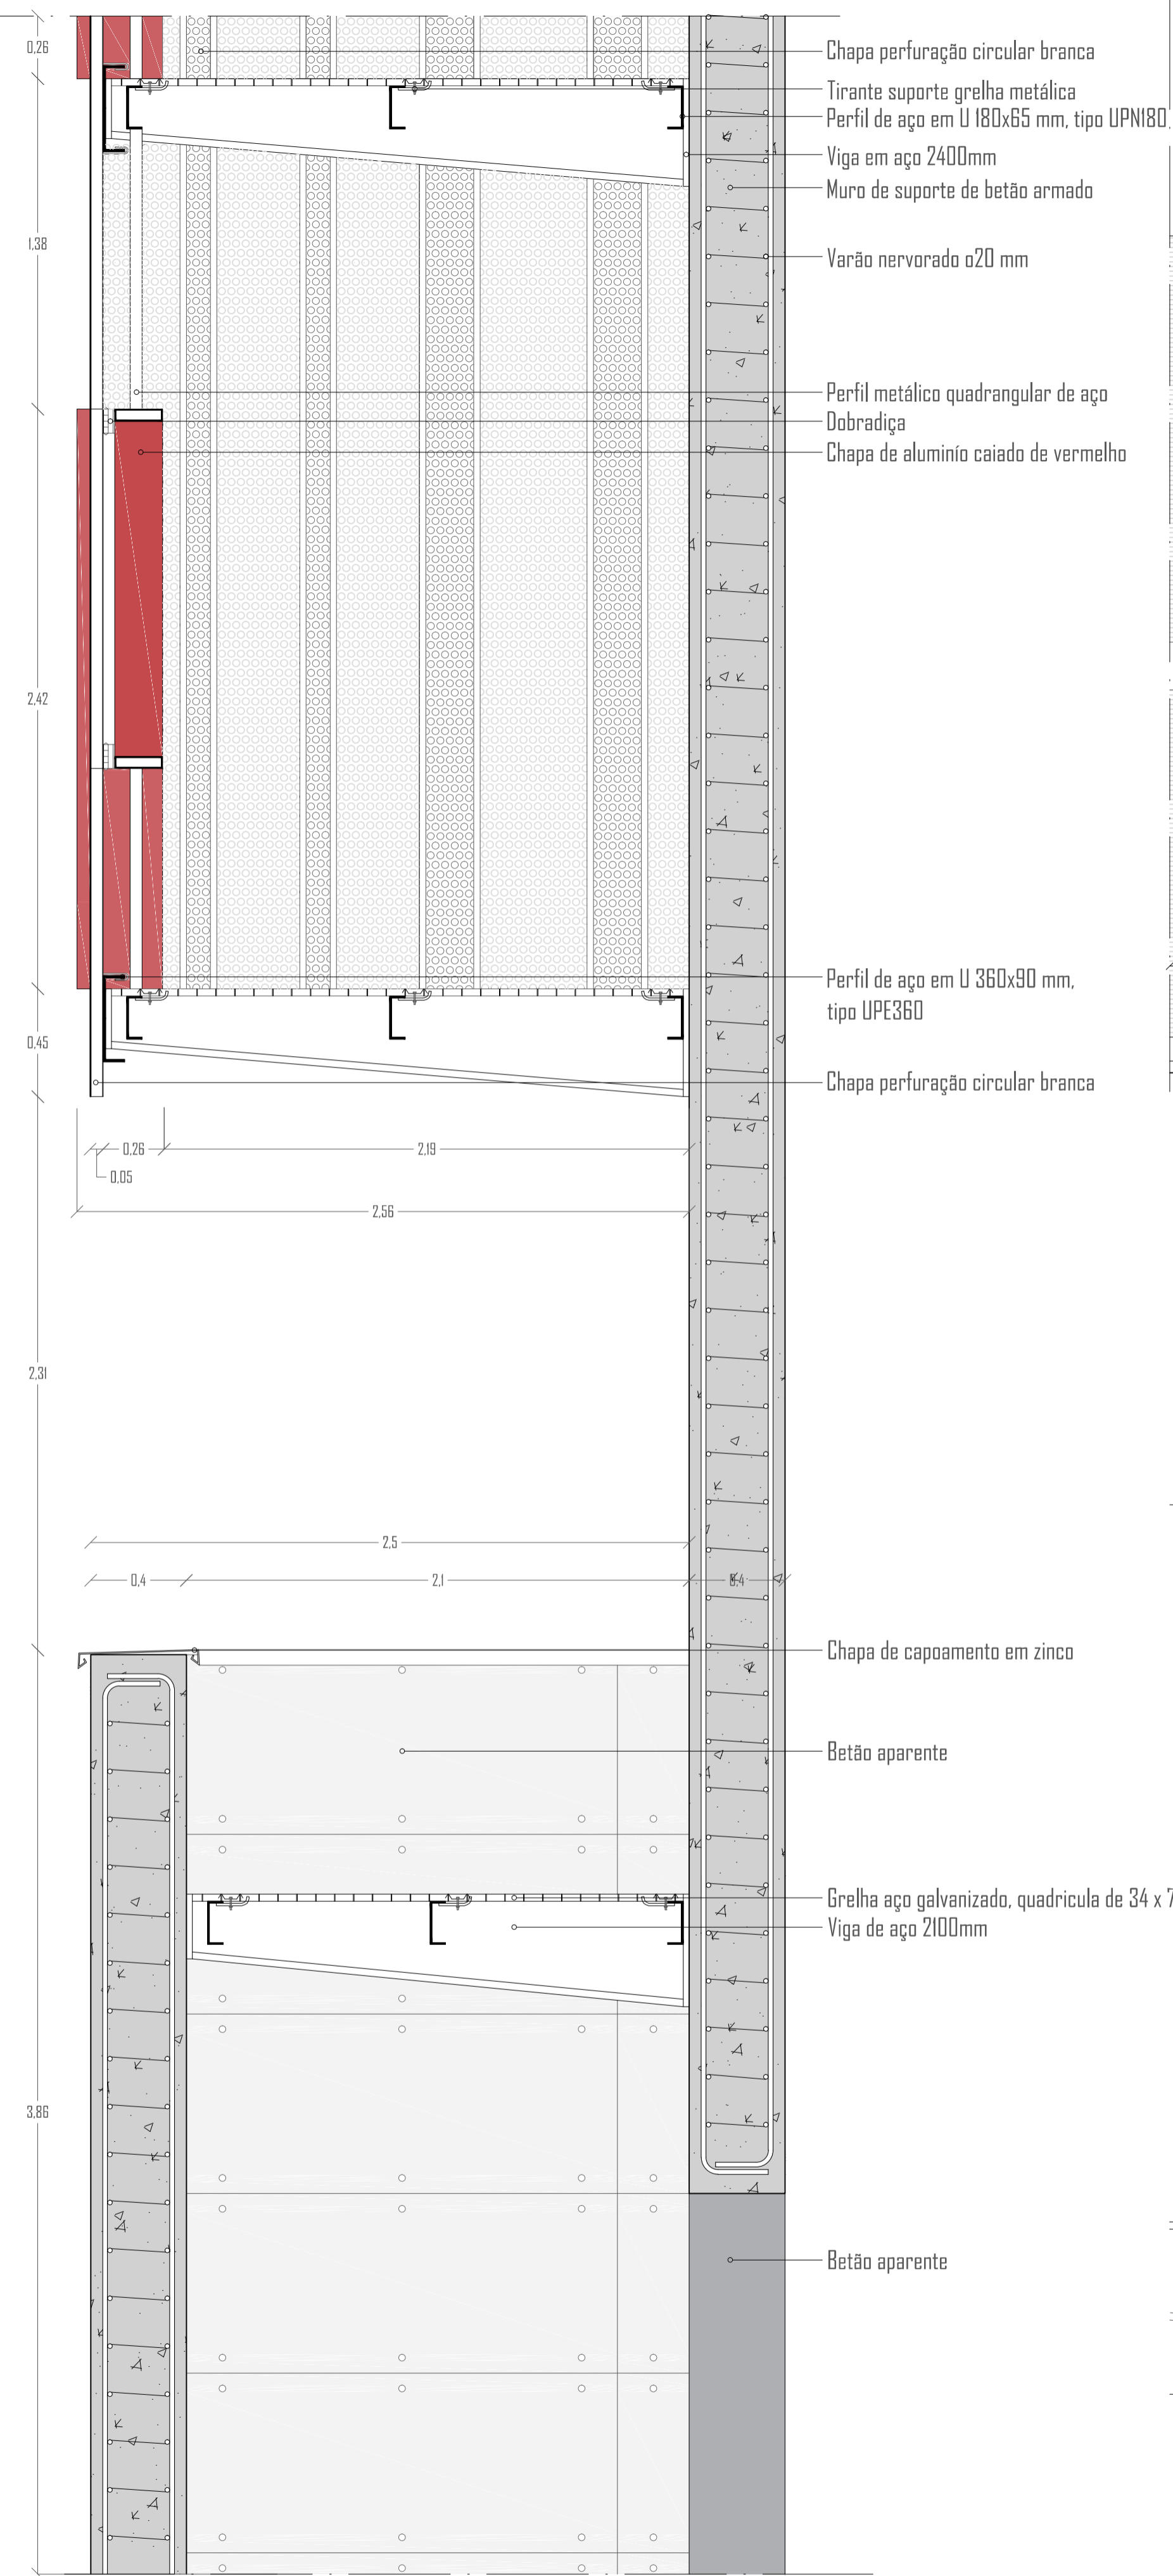 0,26
Chapa perfuração circular branca
Tirante suporte grelha metálica
Perfil de aço em U 180x65 mm, tipo UPN180
Viga em aço 2400mm
Muro de suporte de betão armado
1,38
Varão nervorado o20 mm
Perfil metálico quadrangular de aço
Dobradiça
Chapa de aluminío caiado de vermelho
2,42
Perfil de aço em U 360x90 mm,
tipo UPE360
0,45
Chapa perfuração circular branca
0,26
2,19
0,05
2,56
2,31
2,5
0,4
2,1
0,4
Chapa de capoamento em zinco
Betão aparente
Grelha aço galvanizado, quadricula de 34 x
Viga de aço 2100mm
3,86
Betão aparente